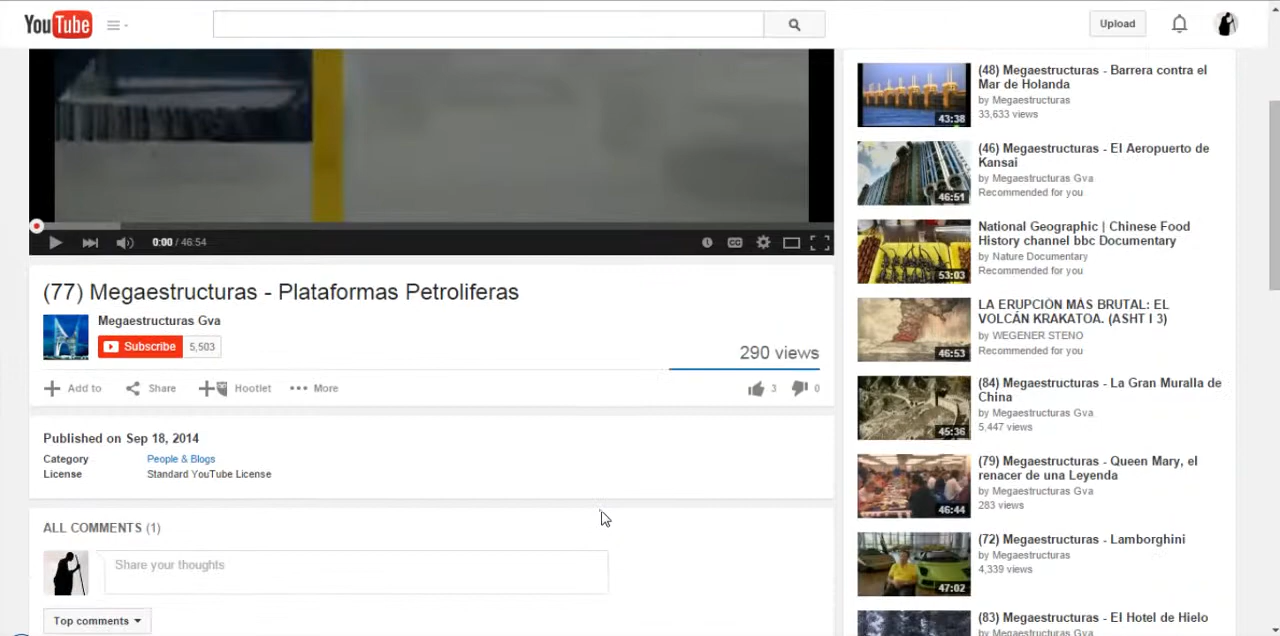 YouTube
Upload
0:00 / 46:54
CC
(77) Megaestructuras - Plataformas Petroliferas
Megaestructuras Gva
Subscribe 5,503
290 views
Add to Share Hootlet More 3 0
Published on Sep 18, 2014
Category People & Blogs
License Standard YouTube License
ALL COMMENTS (1)
Share your thoughts
Top comments
43:38
(48) Megaestructuras - Barrera contra el
Mar de Holanda
by Megaestructuras
33,633 views
46:51
(46) Megaestructuras - El Aeropuerto de
Kansai
by Megaestructuras Gva
Recommended for you
53:03
National Geographic | Chinese Food
History channel bbc Documentary
by Nature Documentary
Recommended for you
46:53
LA ERUPCIÓN MÁS BRUTAL: EL
VOLCÁN KRAKATOA. (ASHT I 3)
by WEGENER STENO
Recommended for you
45:36
(84) Megaestructuras - La Gran Muralla de
China
by Megaestructuras Gva
5,447 views
46:44
(79) Megaestructuras - Queen Mary, el
renacer de una Leyenda
by Megaestructuras Gva
283 views
47:02
(72) Megaestructuras - Lamborghini
by Megaestructuras
4,339 views
(83) Megaestructuras - El Hotel de Hielo
by Megaestructuras Gva